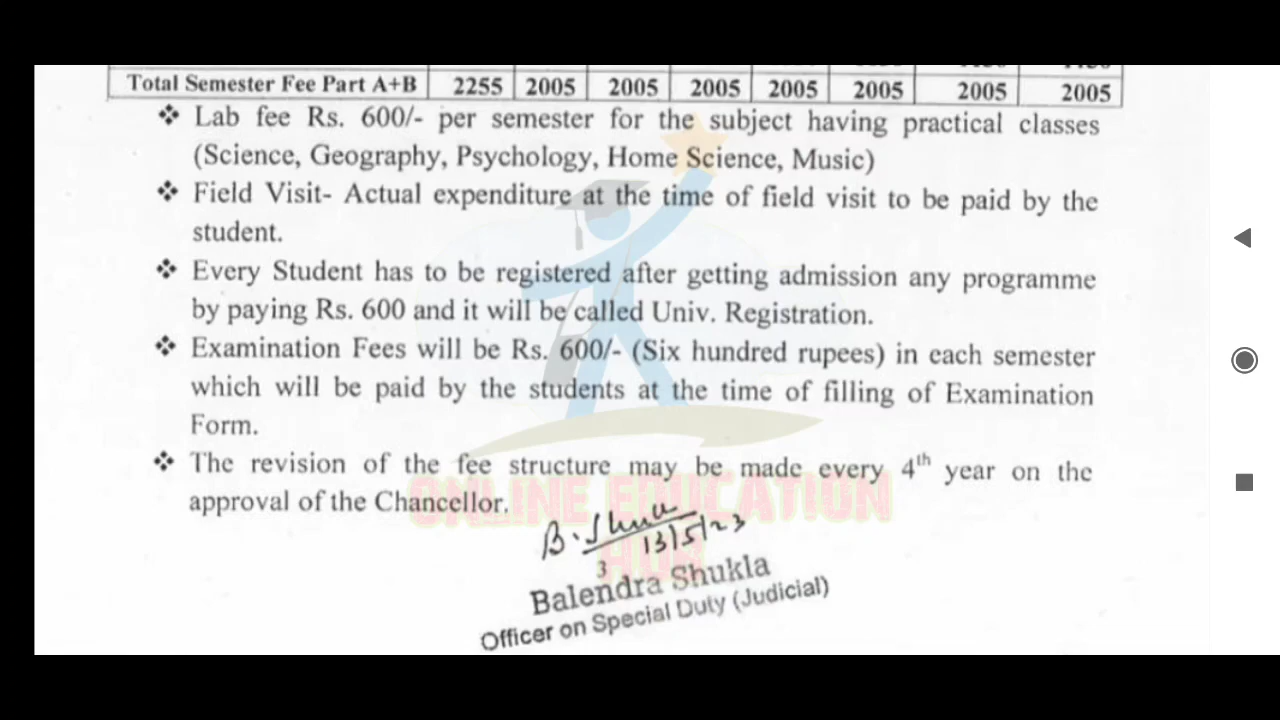 Total Semester Fee Part A+B 2255 2005 2005 2005 2005 2005 2005 2005
❖ Lab fee Rs. 600/- per semester for the subject having practical classes
(Science, Geography, Psychology, Home Science, Music)
❖ Field Visit- Actual expenditure at the time of field visit to be paid by the
student.
❖ Every Student has to be registered after getting admission any programme
by paying Rs. 600 and it will be called Univ. Registration.
❖ Examination Fees will be Rs. 600/- (Six hundred rupees) in each semester
which will be paid by the students at the time of filling of Examination
Form.
❖ The revision of the fee structure may be made every 4th year on the
approval of the Chancellor.
ONLINE EDUCATION
HUB
13/5/23
3
Balendra Shukla
Officer on Special Duty (Judicial)